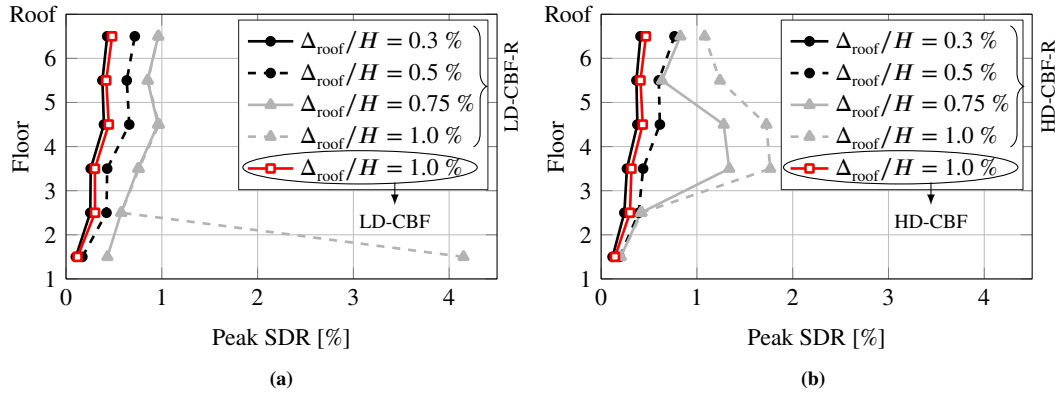 Roof
6
5
4
3
2
1
Floor
0
1
2
3
4
Peak SDR [%]
Δroof/H = 0.3 %
Δroof/H = 0.5 %
Δroof/H = 0.75 %
Δroof/H = 1.0 %
Δroof/H = 1.0 %
LD-CBF-R
LD-CBF
(a)
Roof
6
5
4
3
2
1
Floor
0
1
2
3
4
Peak SDR [%]
Δroof/H = 0.3 %
Δroof/H = 0.5 %
Δroof/H = 0.75 %
Δroof/H = 1.0 %
Δroof/H = 1.0 %
HD-CBF-R
HD-CBF
(b)